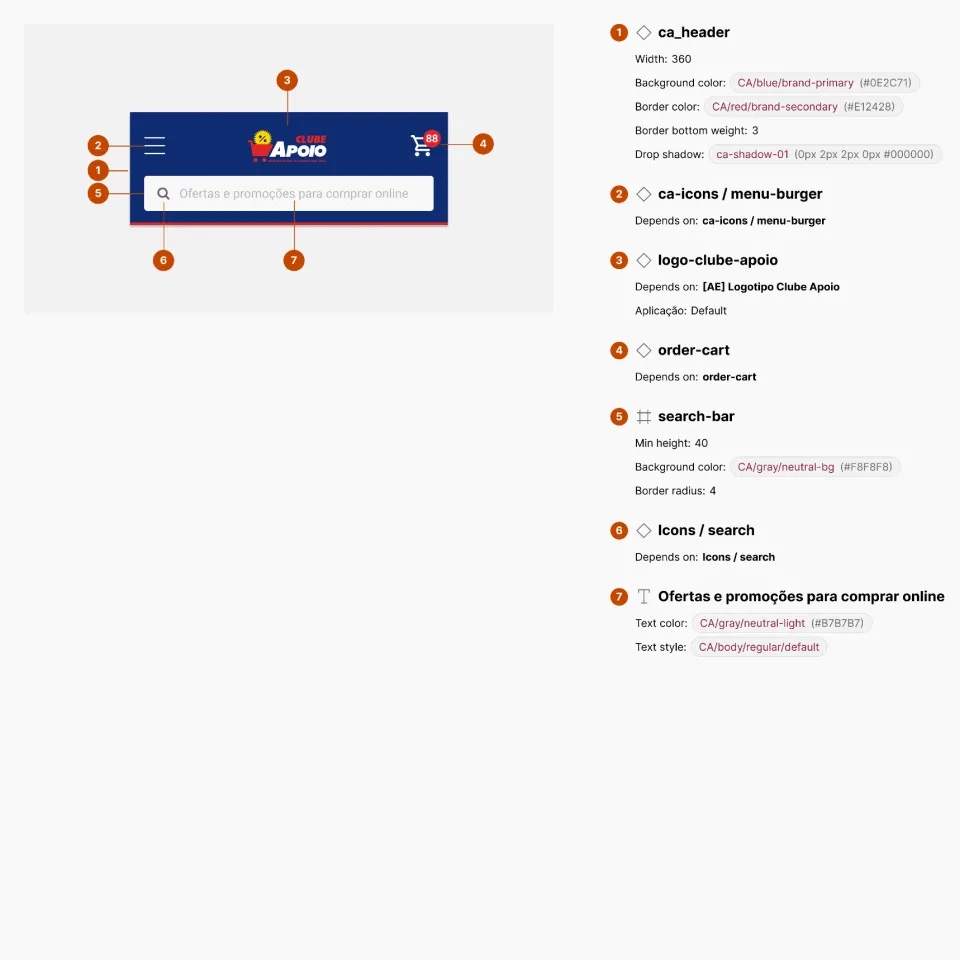 3
2
1
5
CLUBE
APOIO
88
4
Ofertas e promoções para comprar online
6
7
1 ca_header
Width: 360
Background color: CA/blue/brand-primary (#0E2C71)
Border color: CA/red/brand-secondary (#E12428)
Border bottom weight: 3
Drop shadow: ca-shadow-01 (0px 2px 2px 0px #000000)
2 ca-icons / menu-burger
Depends on: ca-icons / menu-burger
3 logo-clube-apoio
Depends on: [AE] Logotipo Clube Apoio
Aplicação: Default
4 order-cart
Depends on: order-cart
5 search-bar
Min height: 40
Background color: CA/gray/neutral-bg (#F8F8F8)
Border radius: 4
6 Icons / search
Depends on: Icons / search
7 Ofertas e promoções para comprar online
Text color: CA/gray/neutral-light (#B7B7B7)
Text style: CA/body/regular/default